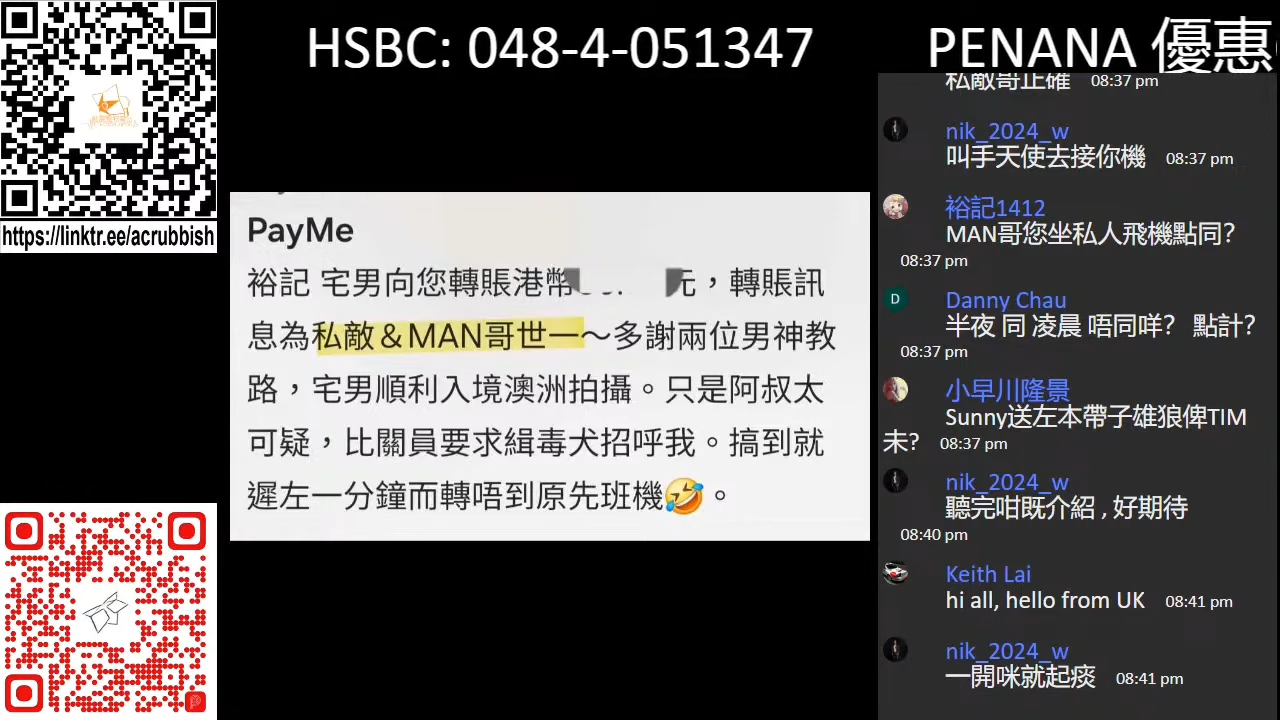 HSBC: 048-4-051347
PENANA 優惠
https://linktr.ee/acrubbish
PayMe
裕記 宅男向您轉賬港幣 元，轉賬訊
息為私敵＆MAN哥世一～多謝兩位男神教
路，宅男順利入境澳洲拍攝。只是阿叔太
可疑，比關員要求緝毒犬招呼我。搞到就
遲左一分鐘而轉唔到原先班機🤣。
私敵哥正確 08:37 pm
nik_2024_w
叫手天使去接你機 08:37 pm
裕記1412
MAN哥您坐私人飛機點同?
08:37 pm
Danny Chau
半夜 同 凌晨 唔同咩? 點計?
08:37 pm
小早川隆景
Sunny送左本帶子雄狼俾TIM
未? 08:37 pm
nik_2024_w
聽完咁既介紹 , 好期待
08:40 pm
Keith Lai
hi all, hello from UK 08:41 pm
nik_2024_w
一開咪就起痰 08:41 pm